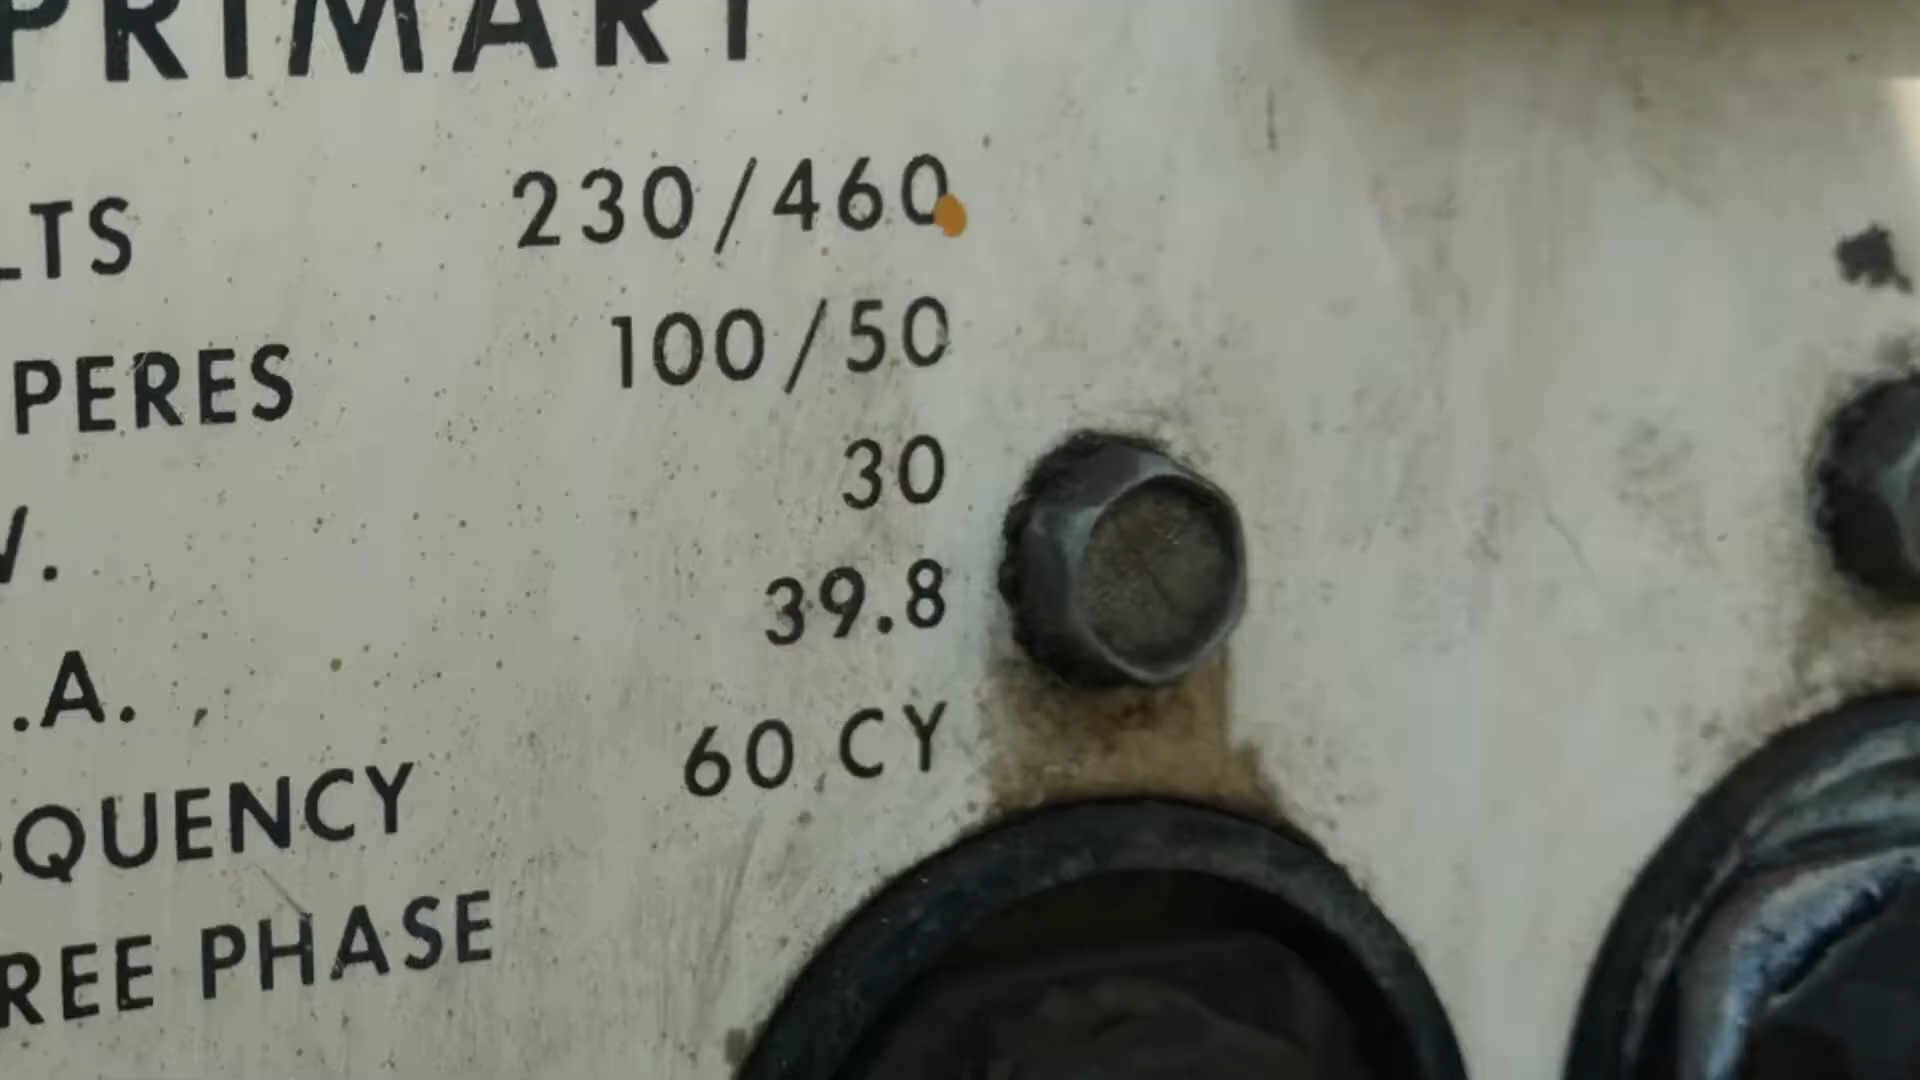 PRIMARY
LTS 230/460
PERES 100/50
W. 30
.A. 39.8
QUENCY 60 CY
REE PHASE